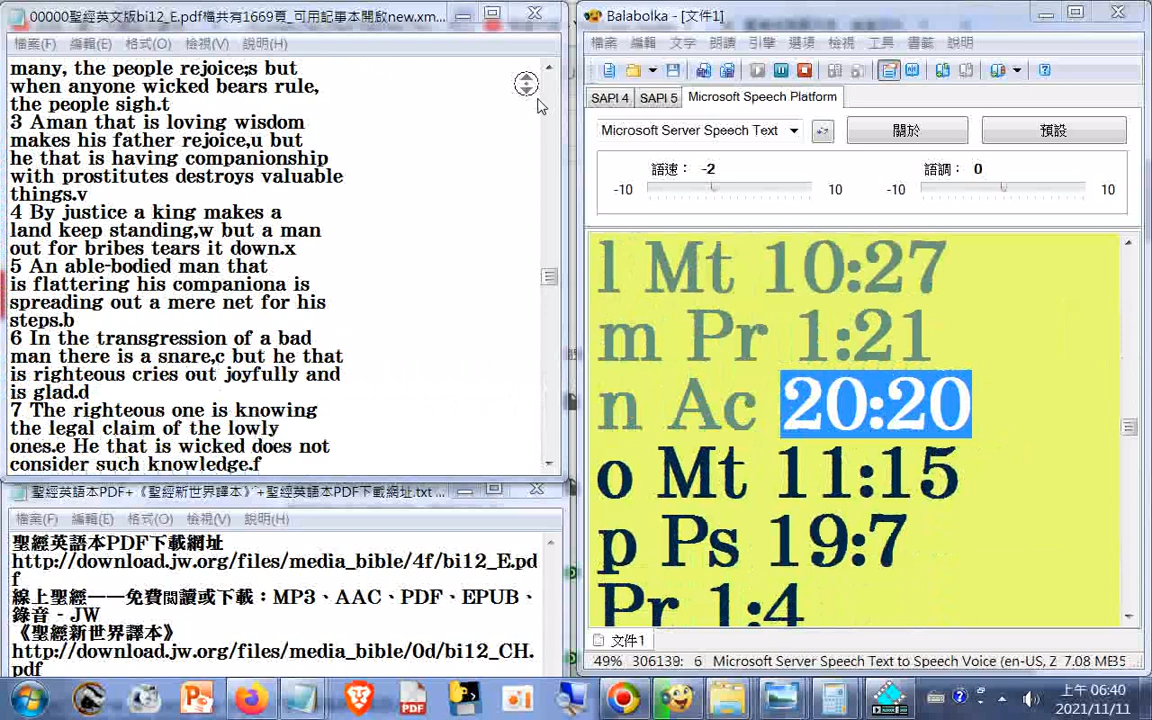 00000聖經英文版bi12_E.pdf檔共有1669頁_可用記事本開啟new.xm...
檔案(F) 編輯(E) 格式(O) 檢視(V) 說明(H)
many, the people rejoice;s but
when anyone wicked bears rule,
the people sigh.t
3 Aman that is loving wisdom
makes his father rejoice,u but
he that is having companionship
with prostitutes destroys valuable
things.v
4 By justice a king makes a
land keep standing,w but a man
out for bribes tears it down.x
5 An able-bodied man that
is flattering his companiona is
spreading out a mere net for his
steps.b
6 In the transgression of a bad
man there is a snare,c but he that
is righteous cries out joyfully and
is glad.d
7 The righteous one is knowing
the legal claim of the lowly
ones.e He that is wicked does not
consider such knowledge.f
聖經英語本PDF+《聖經新世界譯本》+聖經英語本PDF下載網址.txt ...
檔案(F) 編輯(E) 格式(O) 檢視(V) 說明(H)
聖經英語本PDF下載網址
http://download.jw.org/files/media_bible/4f/bi12_E.pd
f
線上聖經——免費閱讀或下載：MP3、AAC、PDF、EPUB、
錄音 - JW
《聖經新世界譯本》
http://download.jw.org/files/media_bible/0d/bi12_CH.
pdf
Balabolka - [文件1]
檔案 編輯 文字 朗讀 引擎 選項 檢視 工具 書籤 說明
SAPI 4 SAPI 5 Microsoft Speech Platform
Microsoft Server Speech Text 關於 預設
語速： -2 語調： 0
-10 10 -10 10
l Mt 10:27
m Pr 1:21
n Ac 20:20
o Mt 11:15
p Ps 19:7
Pr 1:4
文件1
49% 306139: 6 Microsoft Server Speech Text to Speech Voice (en-US, Z 7.08 MB
PDF
上午 06:40
2021/11/11